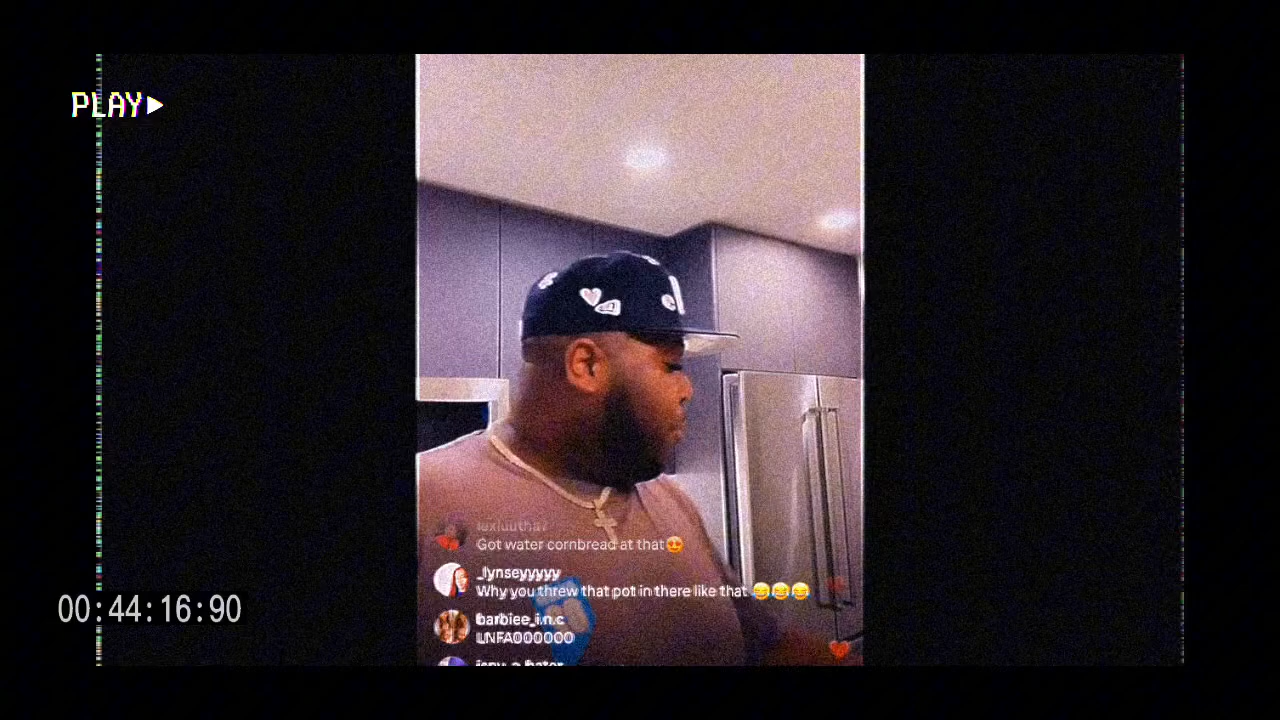 PLAY
Got water cornbread at that😍
_lynseyyyyy
Why you threw that pot in there like that 😂😂😂
barbiee_i.n.c
LNFAOOOOOO
00:44:16:90